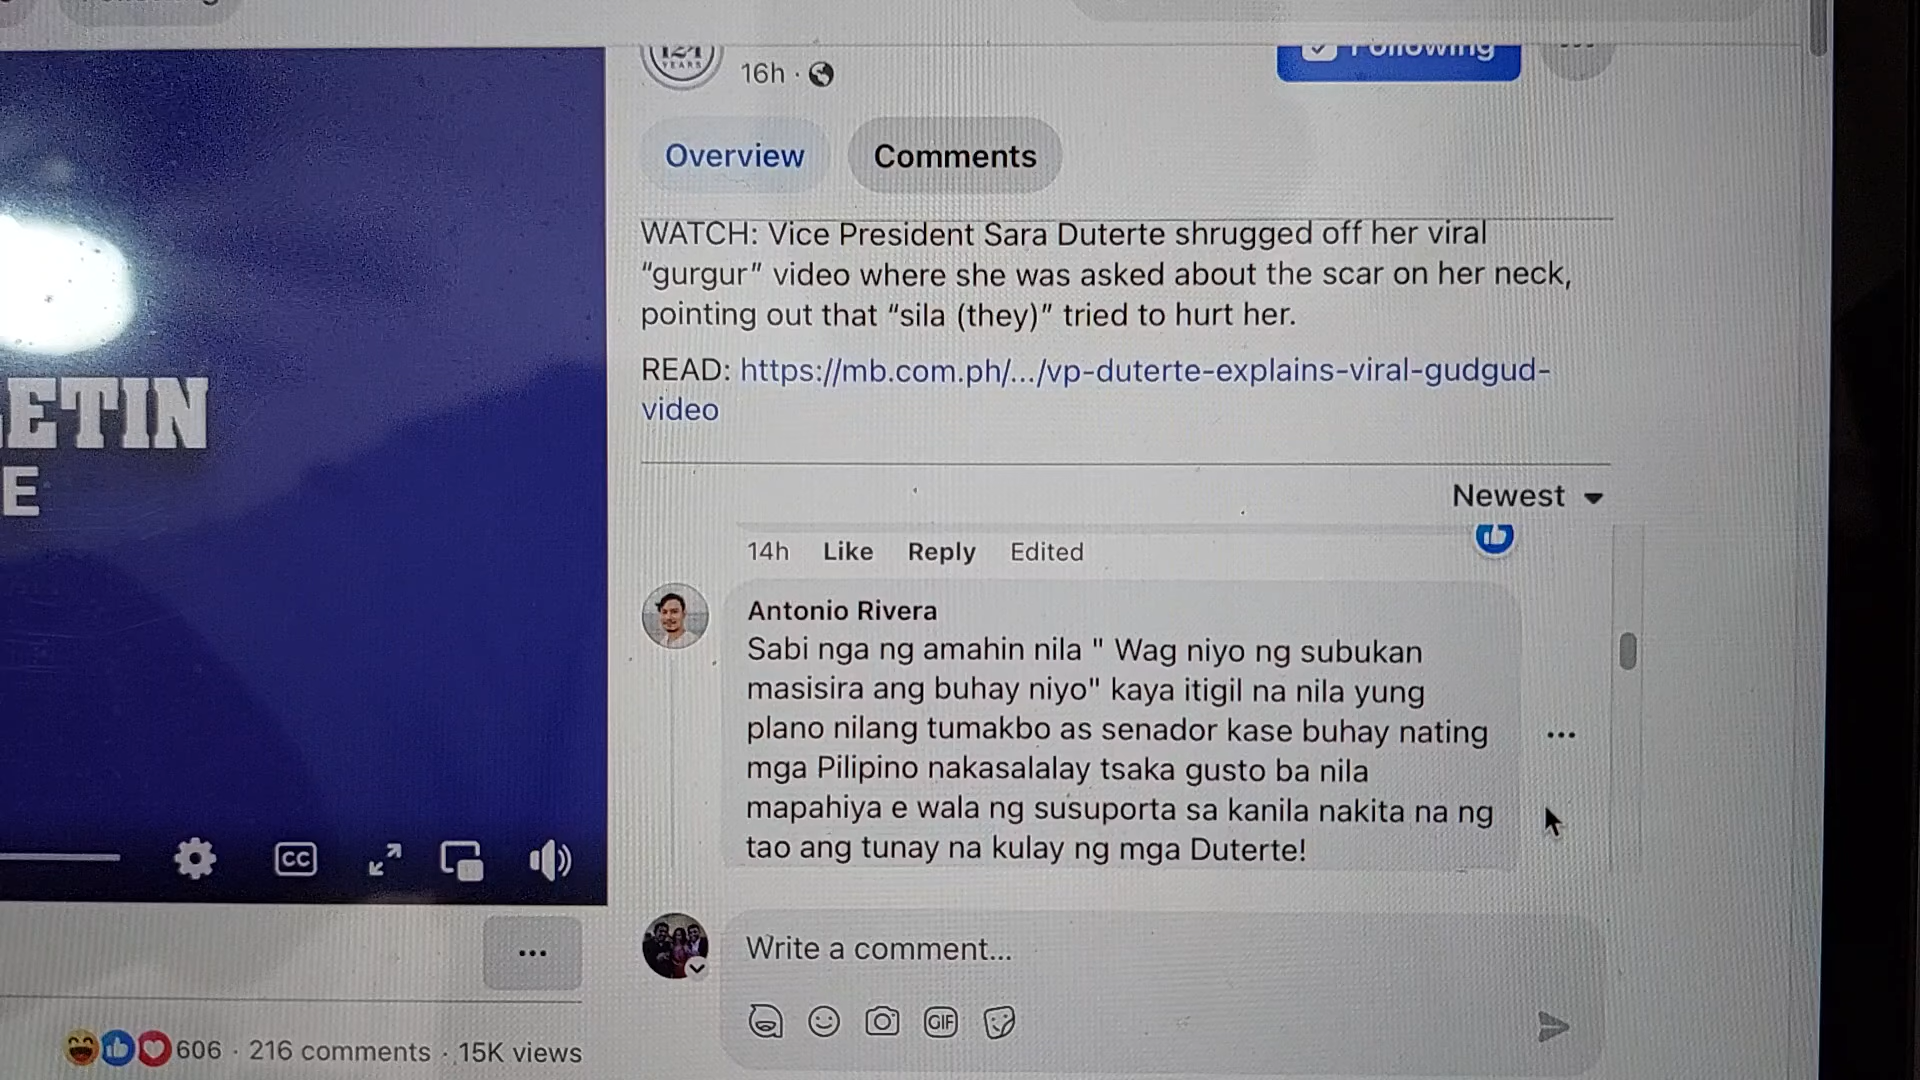 16h
Following
Overview
Comments
WATCH: Vice President Sara Duterte shrugged off her viral
“gurgur” video where she was asked about the scar on her neck,
pointing out that “sila (they)” tried to hurt her.
READ: https://mb.com.ph/.../vp-duterte-explains-viral-gudgud-
video
Newest
14h Like Reply Edited
Antonio Rivera
Sabi nga ng amahin nila " Wag niyo ng subukan
masisira ang buhay niyo" kaya itigil na nila yung
plano nilang tumakbo as senador kase buhay nating
mga Pilipino nakasalalay tsaka gusto ba nila
mapahiya e wala ng susuporta sa kanila nakita na ng
tao ang tunay na kulay ng mga Duterte!
Write a comment...
GIF
ETIN
E
CC
606 · 216 comments · 15K views